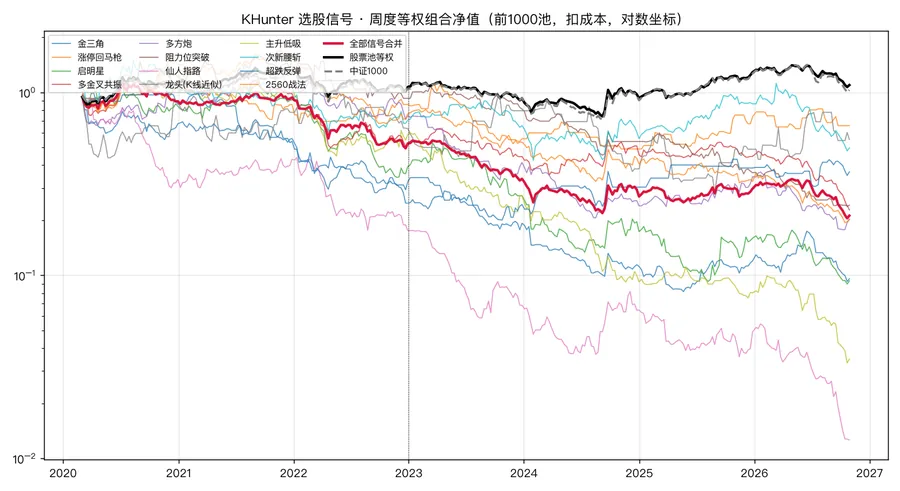 KHunter 选股信号 · 周度等权组合净值（前1000池，扣成本，对数坐标）
金三角 多方炮 主升低吸 全部信号合并
涨停回马枪 阻力位突破 次新腰斩 股票池等权
启明星 仙人指路 超跌反弹 中证1000
多金叉共振 龙头(K线近似) 2560战法
10⁰
10⁻¹
10⁻²
2020 2021 2022 2023 2024 2025 2026 2027